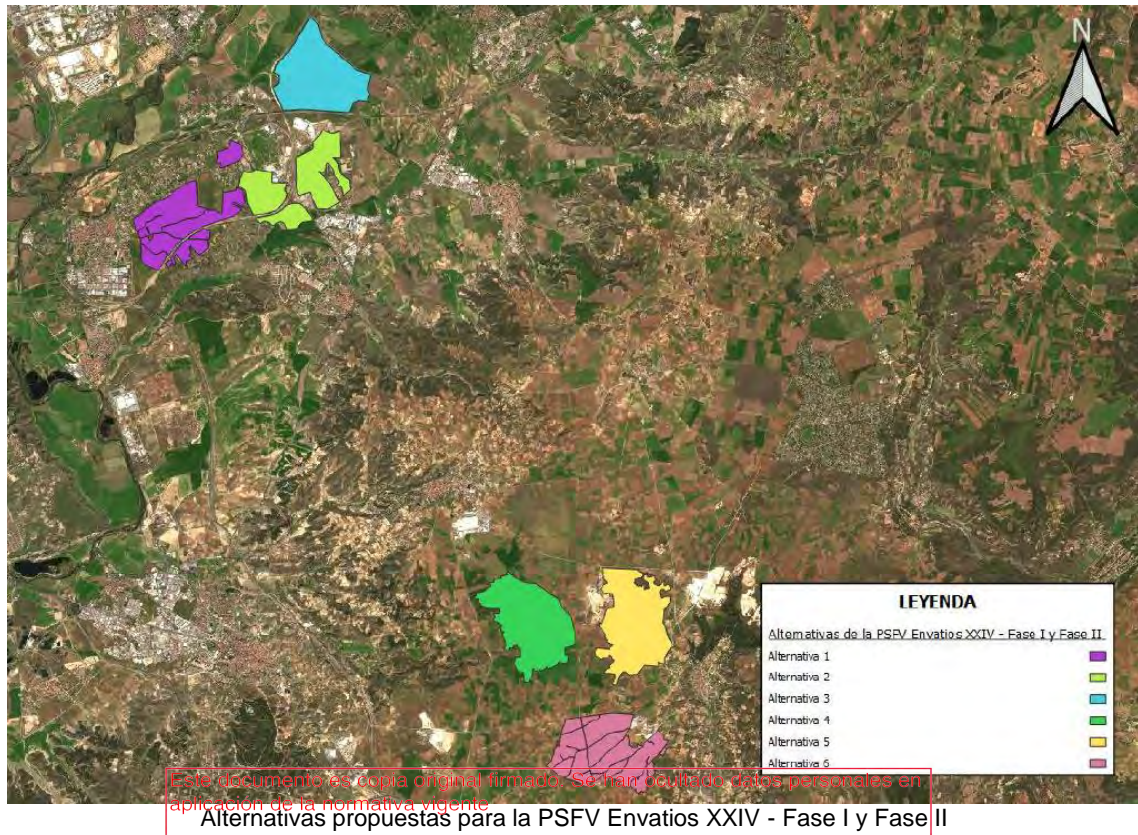 N
LEYENDA
Alternativas de la PSFV Envatios XXIV - Fase I y Fase II
Alternativa 1
Alternativa 2
Alternativa 3
Alternativa 4
Alternativa 5
Alternativa 6
Este documento es copia original firmado. Se han ocultado datos personales en
aplicación de la normativa vigente
Alternativas propuestas para la PSFV Envatios XXIV - Fase I y Fase II